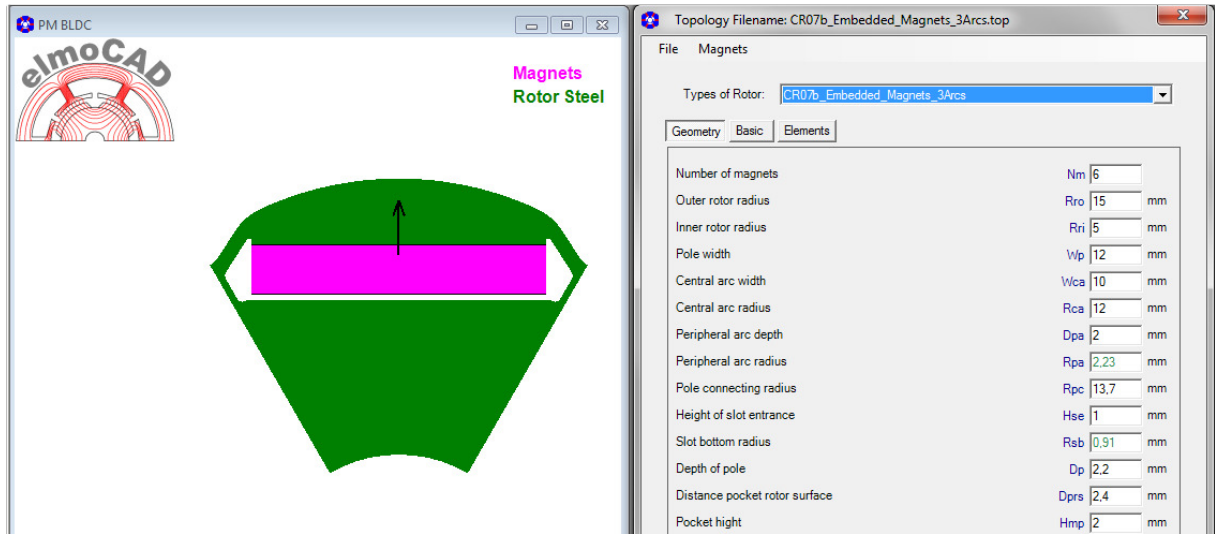 PM BLDC
elmoCAD
Magnets
Rotor Steel
Topology Filename: CR07b_Embedded_Magnets_3Arcs.top
File Magnets
Types of Rotor: CR07b_Embedded_Magnets_3Arcs
Geometry Basic Elements
Number of magnets Nm 6
Outer rotor radius Rro 15 mm
Inner rotor radius Rri 5 mm
Pole width Wp 12 mm
Central arc width Wca 10 mm
Central arc radius Rca 12 mm
Peripheral arc depth Dpa 2 mm
Peripheral arc radius Rpa 2,23 mm
Pole connecting radius Rpc 13,7 mm
Height of slot entrance Hse 1 mm
Slot bottom radius Rsb 0,91 mm
Depth of pole Dp 2,2 mm
Distance pocket rotor surface Dprs 2,4 mm
Pocket hight Hmp 2 mm